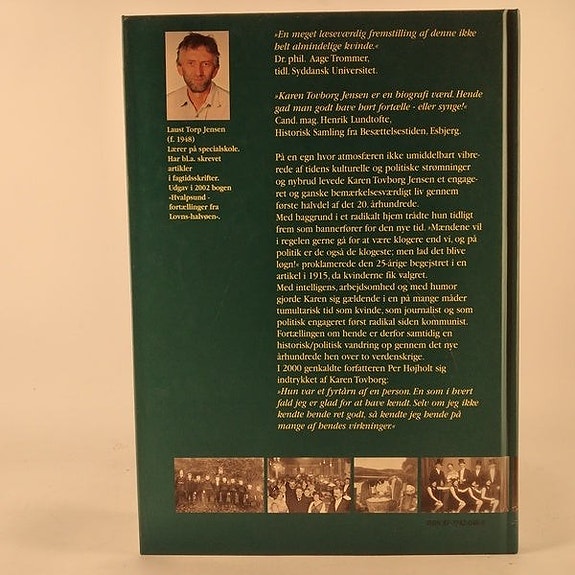 »En meget læseværdig fremstilling af denne ikke
helt almindelige kvinde.«
Dr. phil. Aage Trommer,
tidl. Syddansk Universitet.
»Karen Tovborg Jensen er en biografi værd. Hende
gad man godt have hørt fortælle - eller synge!«
Cand. mag. Henrik Lundtofte,
Historisk Samling fra Besættelsestiden, Esbjerg.
Laust Torp Jensen
(f. 1948)
Lærer på specialskole.
Har bl.a. skrevet
artikler
i fagtidsskrifter.
Udgav i 2002 bogen
»Hvalpsund -
fortællinger fra
Lovns-halvøen«.
På en egn hvor atmosfæren ikke umiddelbart vibre-
rede af tidens kulturelle og politiske strømninger
og nybrud levede Karen Tovborg Jensen et engage-
ret og ganske bemærkelsesværdigt liv gennem
første halvdel af det 20. århundrede.
Med baggrund i et radikalt hjem trådte hun tidligt
frem som bannerfører for den nye tid. »Mændene vil
i regelen gerne gå for at være klogere end vi, og på
politik er de også de klogeste; men lad det blive
løgn!« proklamerede den 25-årige begejstret i en
artikel i 1915, da kvinderne fik valgret.
Med intelligens, arbejdsomhed og med humor
gjorde Karen sig gældende i en på mange måder
tumultarisk tid som kvinde, som journalist og som
politisk engageret først radikal siden kommunist.
Fortællingen om hende er derfor samtidig en
historisk/politisk vandring op gennem det nye
århundrede hen over to verdenskrige.
I 2000 genkaldte forfatteren Per Højholt sig
indtrykket af Karen Tovborg:
»Hun var et fyrtårn af en person. En som i hvert
fald jeg er glad for at have kendt. Selv om jeg ikke
kendte hende ret godt, så kendte jeg hende på
mange af hendes virkninger.«